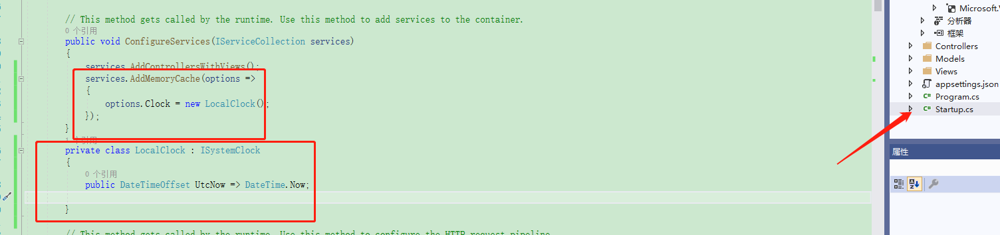 // This method gets called by the runtime. Use this method to add services to the container.
0 个引用
public void ConfigureServices(IServiceCollection services)
{
services.AddControllersWithViews();
services.AddMemoryCache(options =>
{
options.Clock = new LocalClock();
});
}
1 个引用
private class LocalClock : ISystemClock
{
0 个引用
public DateTimeOffset UtcNow => DateTime.Now;
}
// This method gets called by the runtime. Use this method to configure the HTTP request pipeline
Microsoft.V
分析器
框架
Controllers
Models
Views
appsettings.json
C# Program.cs
C# Startup.cs
属性